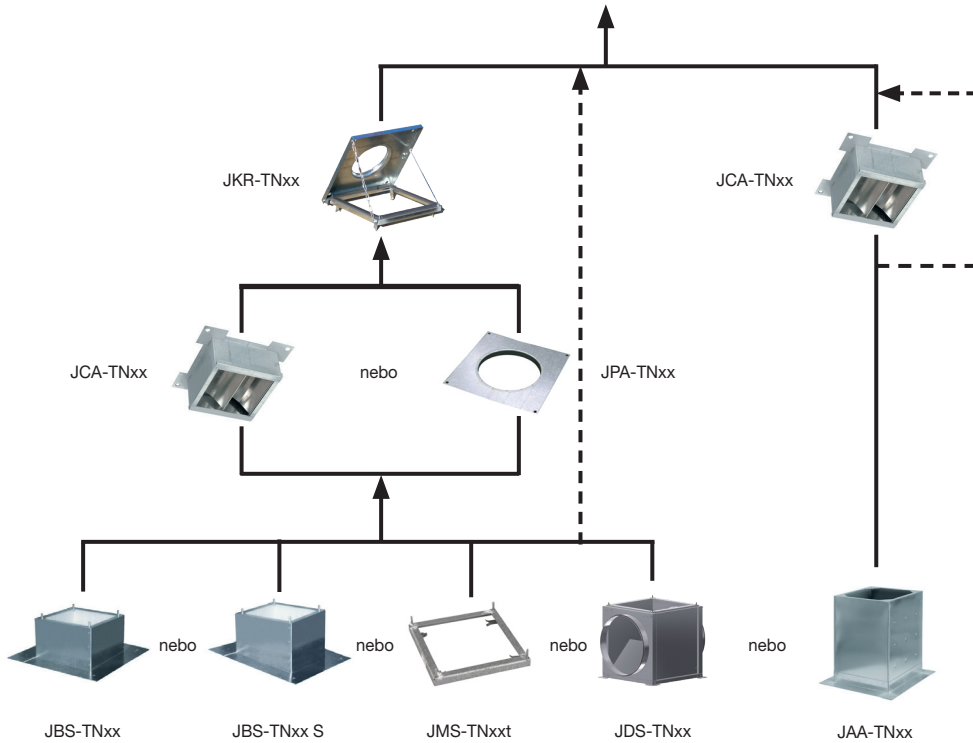 JKR-TNxx
JCA-TNxx
JCA-TNxx
nebo
JPA-TNxx
nebo
nebo
nebo
nebo
JBS-TNxx
JBS-TNxx S
JMS-TNxxt
JDS-TNxx
JAA-TNxx